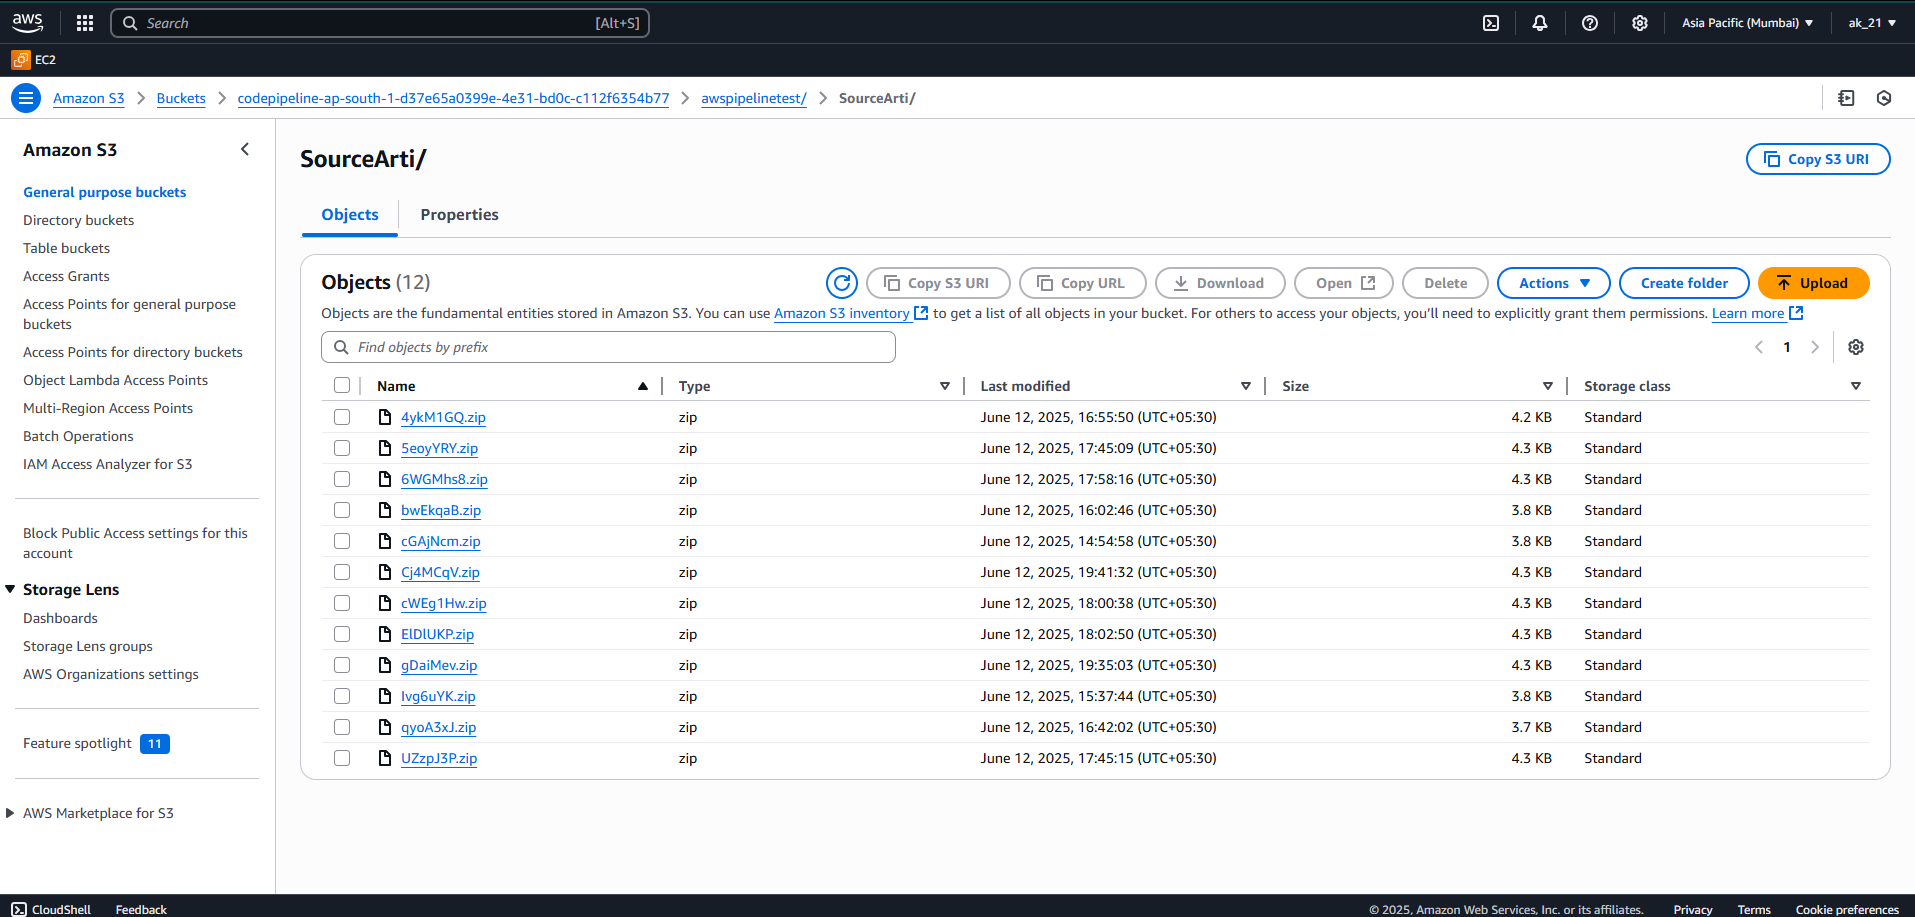 aws
Search [Alt+S]
Asia Pacific (Mumbai)
ak_21
EC2
Amazon S3
Buckets
codepipeline-ap-south-1-d37e65a0399e-4e31-bd0c-c112f6354b77
awspipelinetest/
SourceArti/
Amazon S3
General purpose buckets
Directory buckets
Table buckets
Access Grants
Access Points for general purpose
buckets
Access Points for directory buckets
Object Lambda Access Points
Multi-Region Access Points
Batch Operations
IAM Access Analyzer for S3
Block Public Access settings for this
account
Storage Lens
Dashboards
Storage Lens groups
AWS Organizations settings
Feature spotlight 11
AWS Marketplace for S3
SourceArti/
Copy S3 URI
Objects
Properties
Objects (12)
Copy S3 URI
Copy URL
Download
Open
Delete
Actions
Create folder
Upload
Objects are the fundamental entities stored in Amazon S3. You can use Amazon S3 inventory to get a list of all objects in your bucket. For others to access your objects, you'll need to explicitly grant them permissions. Learn more
Find objects by prefix
1
Name Type Last modified Size Storage class
4ykM1GQ.zip zip June 12, 2025, 16:55:50 (UTC+05:30) 4.2 KB Standard
5eoyYRY.zip zip June 12, 2025, 17:45:09 (UTC+05:30) 4.3 KB Standard
6WGMhs8.zip zip June 12, 2025, 17:58:16 (UTC+05:30) 4.3 KB Standard
bwEkqaB.zip zip June 12, 2025, 16:02:46 (UTC+05:30) 3.8 KB Standard
cGAjNcm.zip zip June 12, 2025, 14:54:58 (UTC+05:30) 3.8 KB Standard
Cj4MCqV.zip zip June 12, 2025, 19:41:32 (UTC+05:30) 4.3 KB Standard
cWEg1Hw.zip zip June 12, 2025, 18:00:38 (UTC+05:30) 4.3 KB Standard
ElDlUKP.zip zip June 12, 2025, 18:02:50 (UTC+05:30) 4.3 KB Standard
gDaiMev.zip zip June 12, 2025, 19:35:03 (UTC+05:30) 4.3 KB Standard
Ivg6uYK.zip zip June 12, 2025, 15:37:44 (UTC+05:30) 3.8 KB Standard
qyoA3xJ.zip zip June 12, 2025, 16:42:02 (UTC+05:30) 3.7 KB Standard
UZzpJ3P.zip zip June 12, 2025, 17:45:15 (UTC+05:30) 4.3 KB Standard
CloudShell Feedback © 2025, Amazon Web Services, Inc. or its affiliates. Privacy Terms Cookie preferences